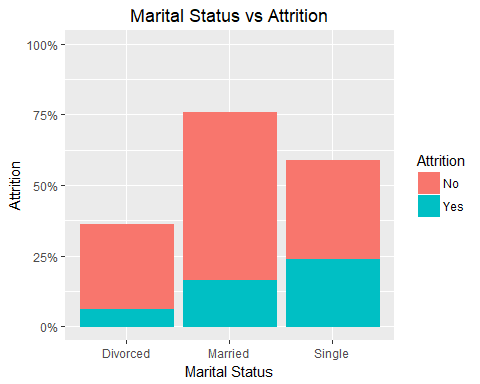 Marital Status vs Attrition
100%
75%
50%
25%
0%
Attrition
Divorced Married Single
Marital Status
Attrition
No
Yes